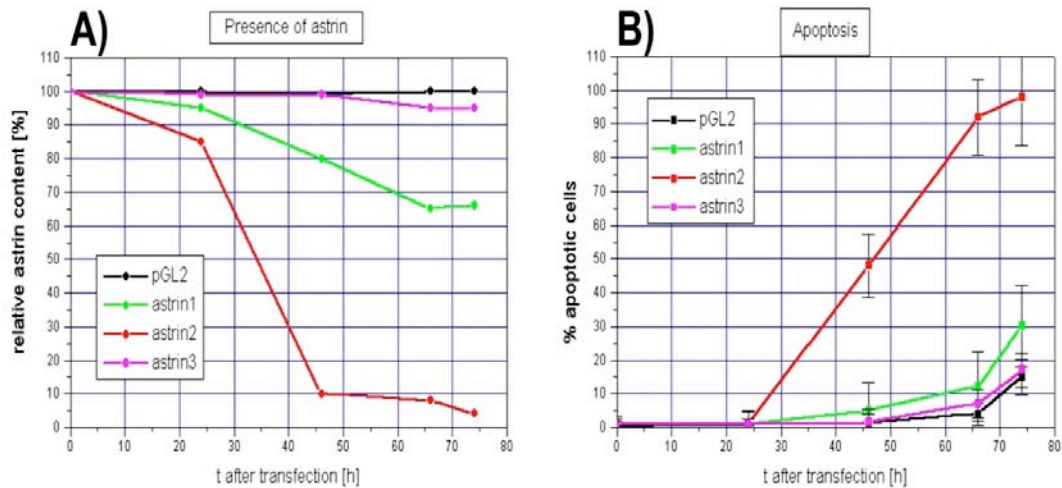 A)
Presence of astrin
110
100
90
80
70
60
50
40
30
20
10
0
relative astrin content [%]
pGL2
astrin1
astrin2
astrin3
0 10 20 30 40 50 60 70 80
t after transfection [h]
B)
Apoptosis
110
100
90
80
70
60
50
40
30
20
10
0
% apoptotic cells
pGL2
astrin1
astrin2
astrin3
0 10 20 30 40 50 60 70 80
t after transfection [h]